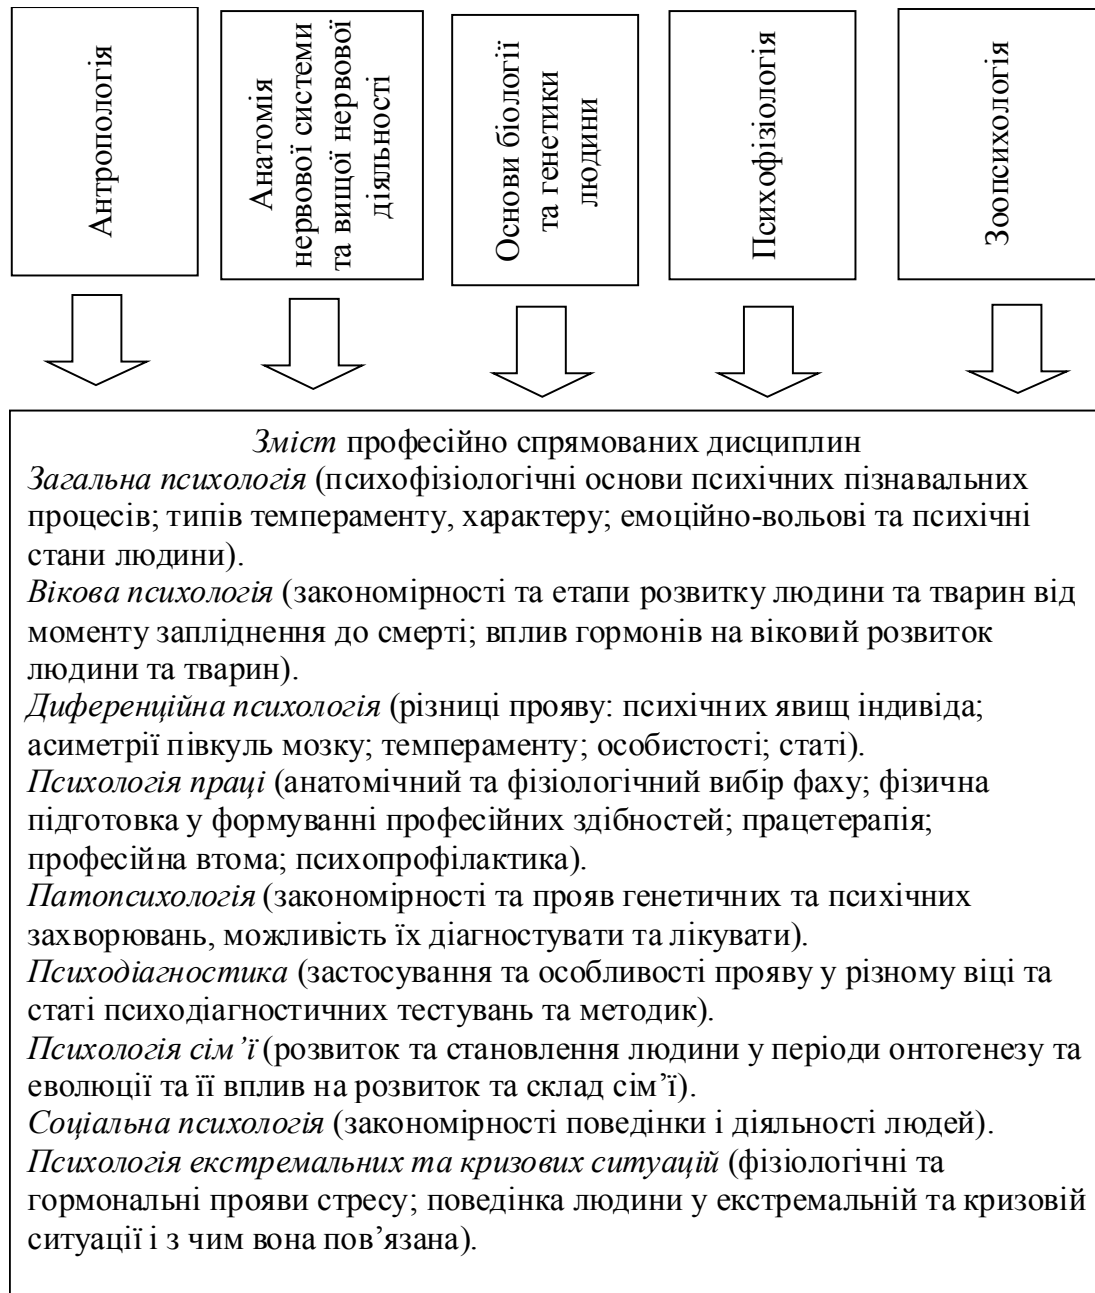 Антропологія
Анатомія
нервової системи
та вищої нервової
діяльності
Основи біології
та генетики
людини
Психофізіологія
Зоопсихологія
Зміст професійно спрямованих дисциплин
Загальна психологія (психофізіологічні основи психічних пізнавальних
процесів; типів темпераменту, характеру; емоційно-вольові та психічні
стани людини).
Вікова психологія (закономірності та етапи розвитку людини та тварин від
моменту запліднення до смерті; вплив гормонів на віковий розвиток
людини та тварин).
Диференційна психологія (різниці прояву: психічних явищ індивіда;
асиметрії півкуль мозку; темпераменту; особистості; статі).
Психологія праці (анатомічний та фізіологічний вибір фаху; фізична
підготовка у формуванні професійних здібностей; працетерапія;
професійна втома; психопрофілактика).
Патопсихологія (закономірності та прояв генетичних та психічних
захворювань, можливість їх діагностувати та лікувати).
Психодіагностика (застосування та особливості прояву у різному віці та
статі психодіагностичних тестувань та методик).
Психологія сім’ї (розвиток та становлення людини у періоди онтогенезу та
еволюції та її вплив на розвиток та склад сім’ї).
Соціальна психологія (закономірності поведінки і діяльності людей).
Психологія екстремальних та кризових ситуацій (фізіологічні та
гормональні прояви стресу; поведінка людини у екстремальній та кризовій
ситуації і з чим вона пов’язана).